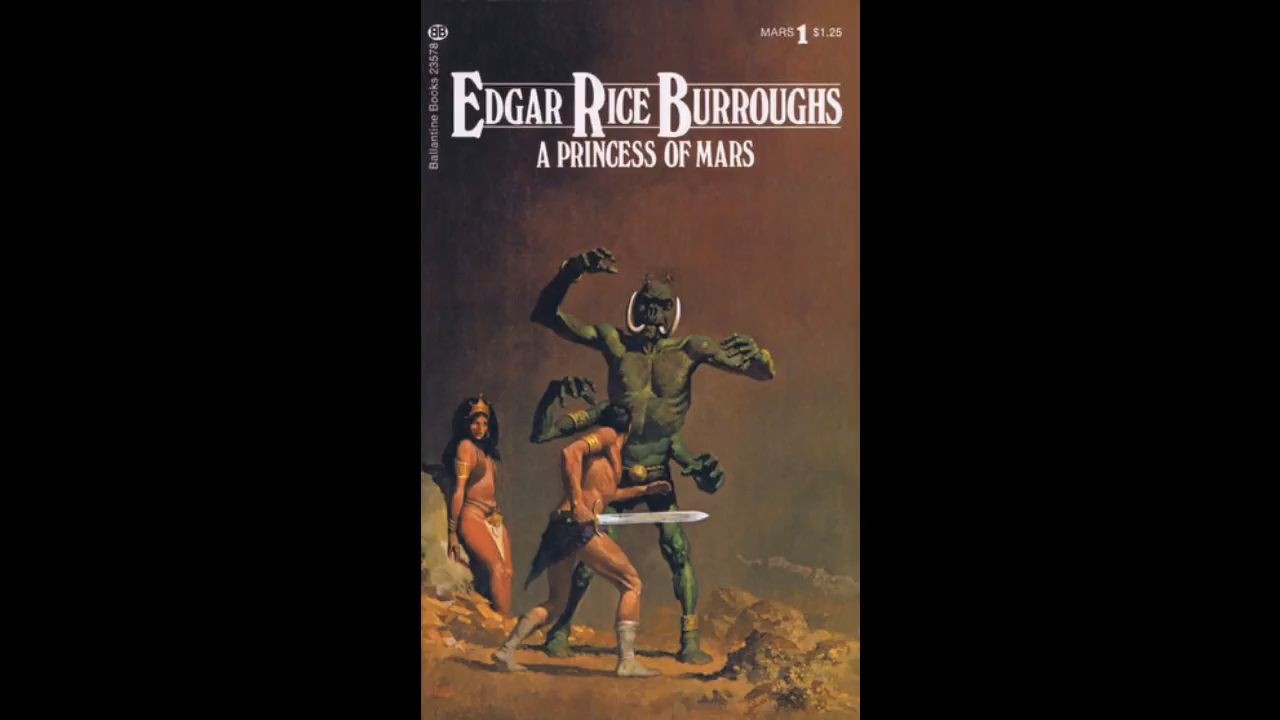 BB
Ballantine Books 23578
MARS 1 $1.25
EDGAR RICE BURROUGHS
A PRINCESS OF MARS